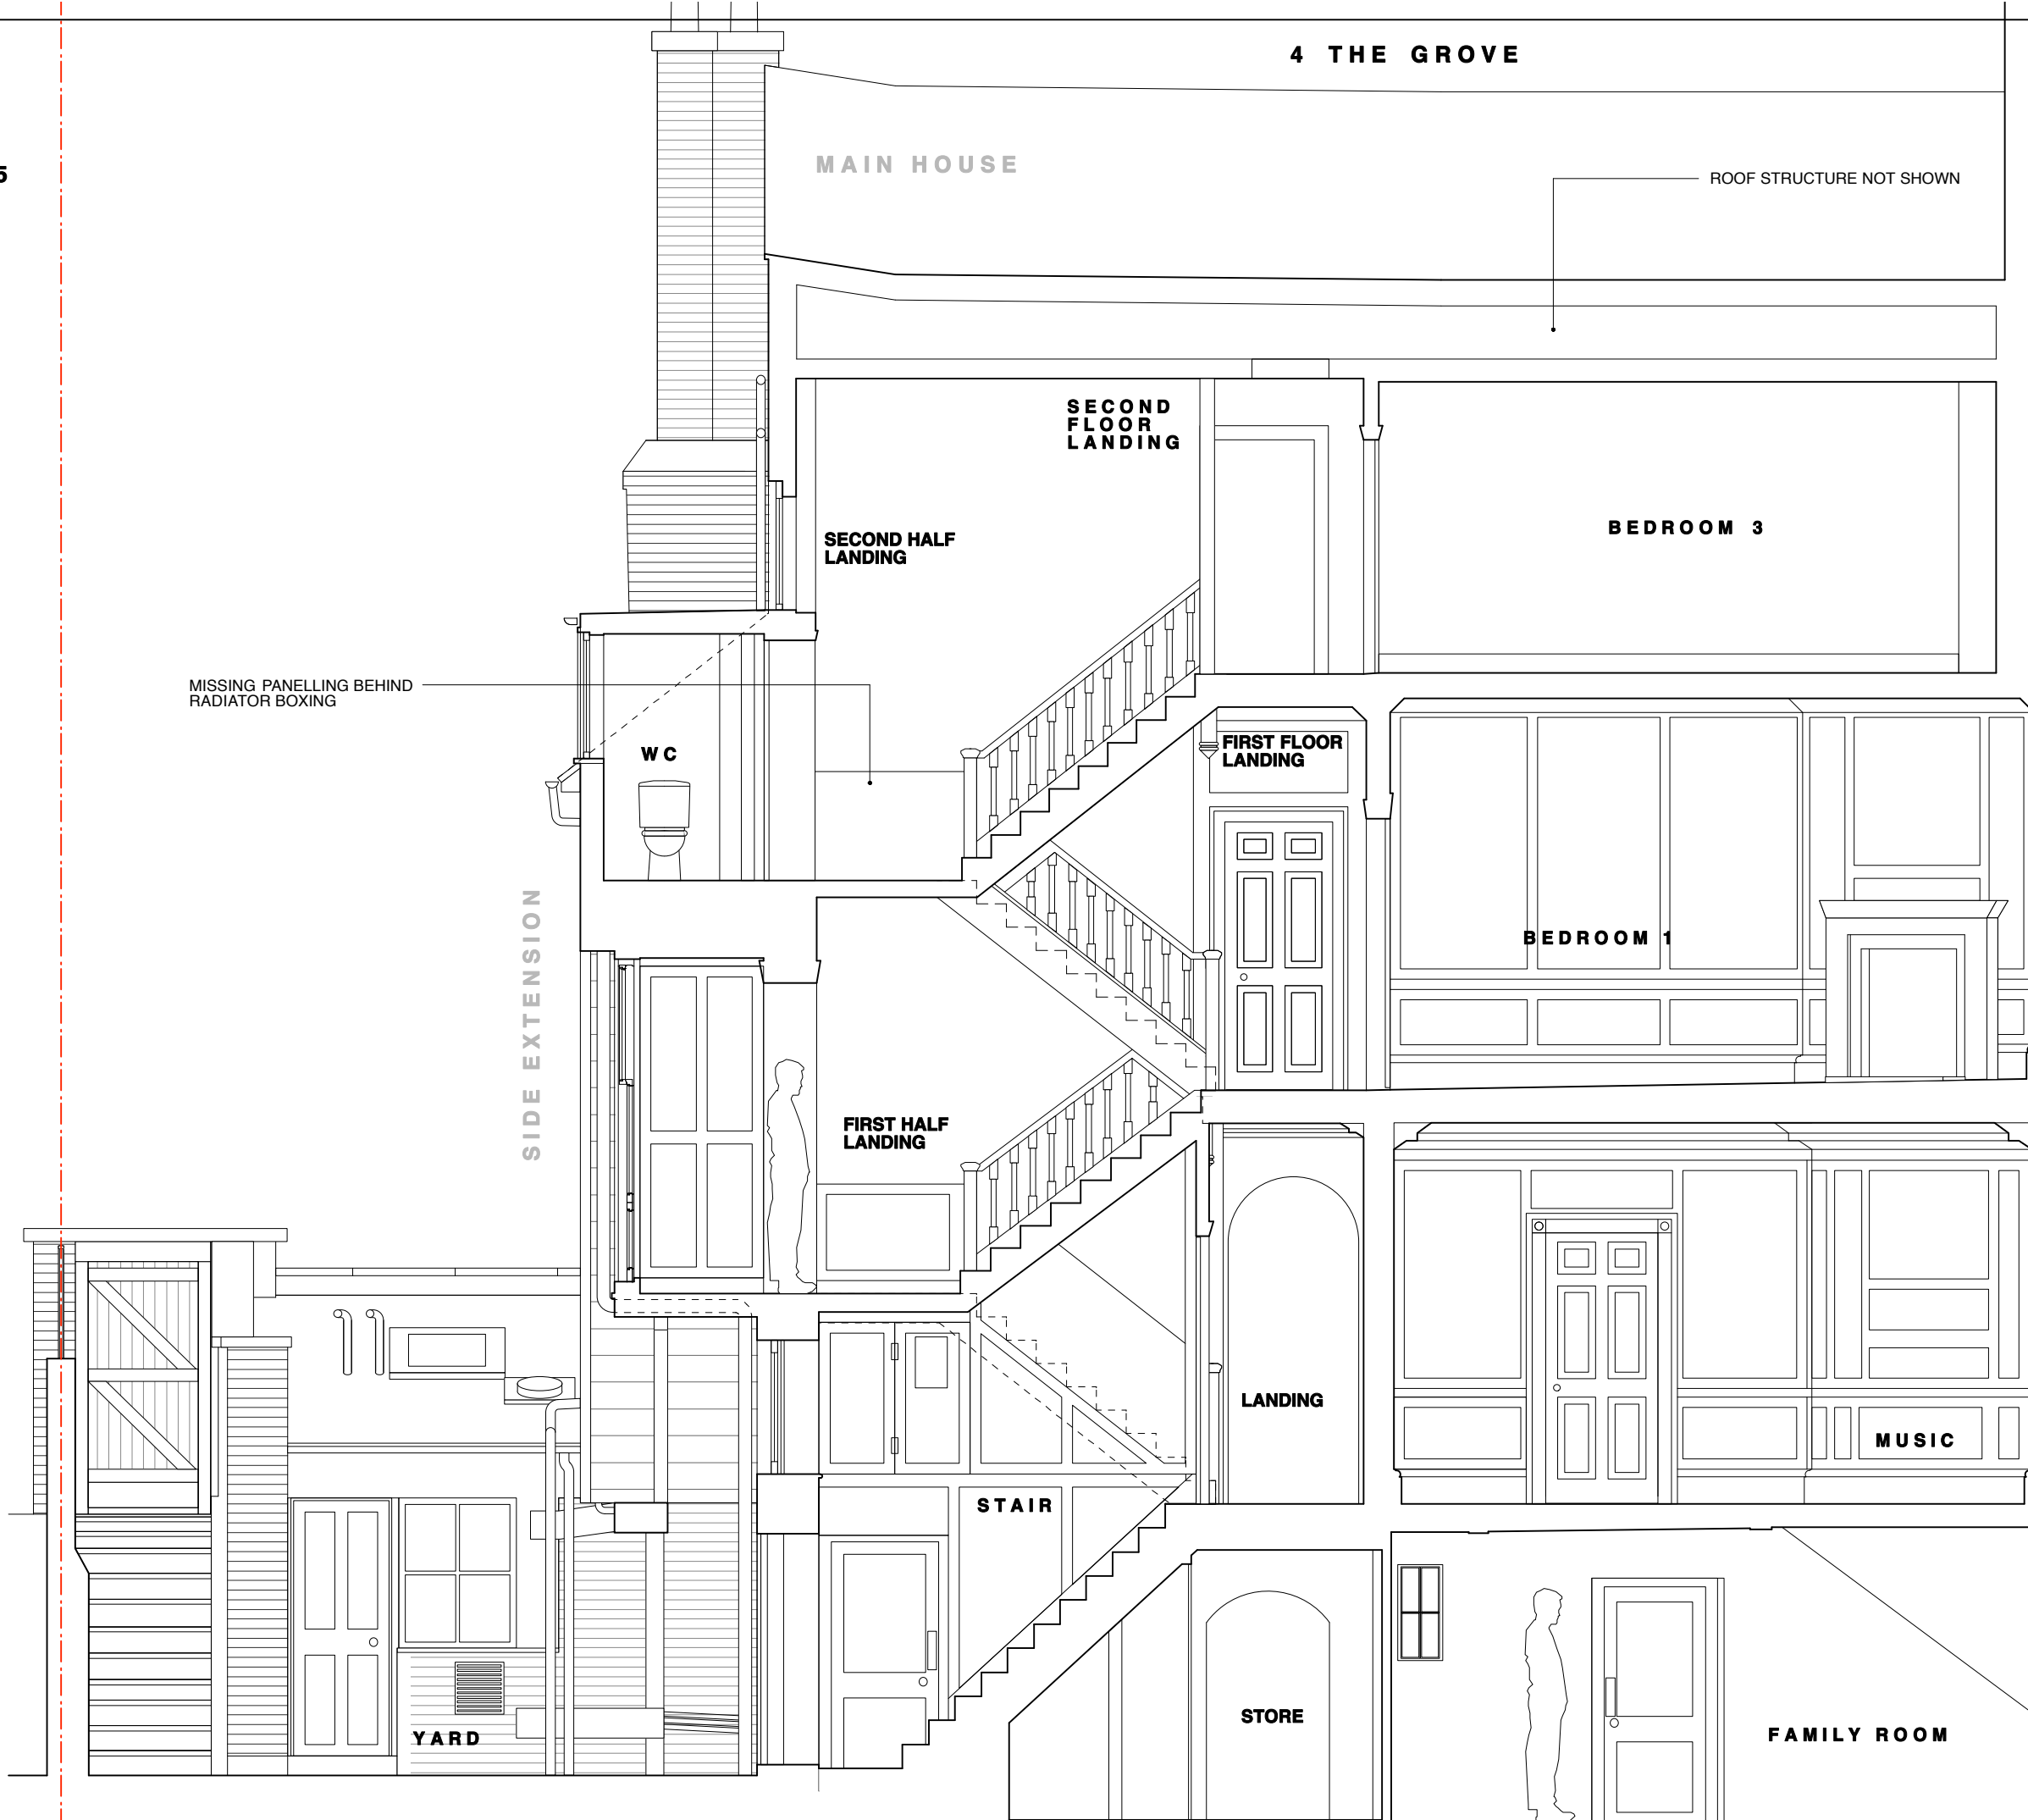 4 THE GROVE
5
MAIN HOUSE
ROOF STRUCTURE NOT SHOWN
SECOND
FLOOR
LANDING
SECOND HALF
LANDING
BEDROOM 3
MISSING PANELLING BEHIND
RADIATOR BOXING
WC
FIRST FLOOR
LANDING
BEDROOM 1
SIDE EXTENSION
FIRST HALF
LANDING
LANDING
MUSIC
STAIR
STORE
YARD
FAMILY ROOM